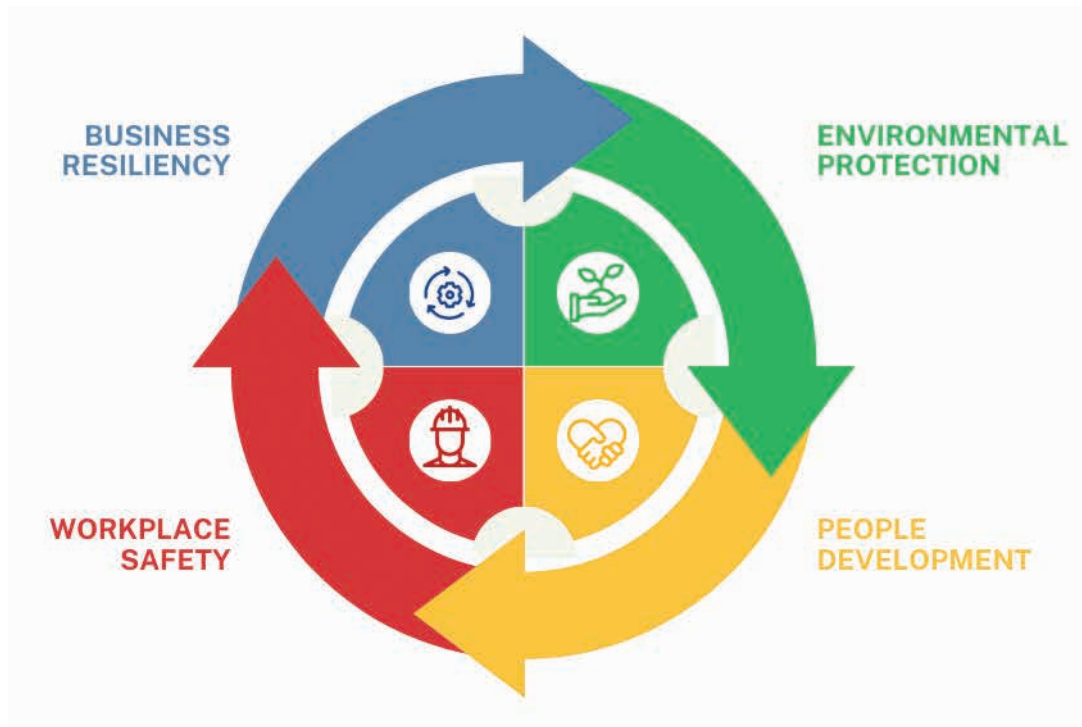 BUSINESS
RESILIENCY
ENVIRONMENTAL
PROTECTION
WORKPLACE
SAFETY
PEOPLE
DEVELOPMENT